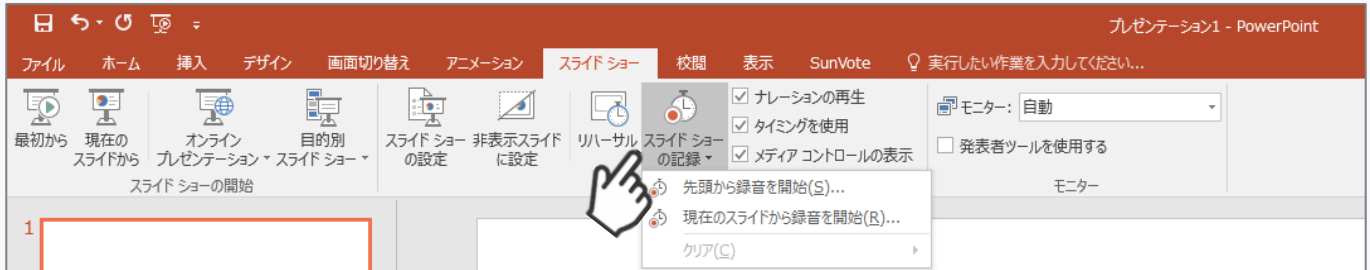 プレゼンテーション1 - PowerPoint
ファイル ホーム 挿入 デザイン 画面切り替え アニメーション スライド ショー 校閲 表示 SunVote 実行したい作業を入力してください...
最初から
現在の
スライドから
オンライン
プレゼンテーション
目的別
スライド ショー
スライドショーの開始
スライド ショー
の設定
非表示スライド
に設定
リハーサル
スライド ショー
の記録
ナレーションの再生
タイミングを使用
メディア コントロールの表示
モニター: 自動
発表者ツールを使用する
モニター
先頭から録音を開始(S)...
現在のスライドから録音を開始(R)...
クリア(C)
1